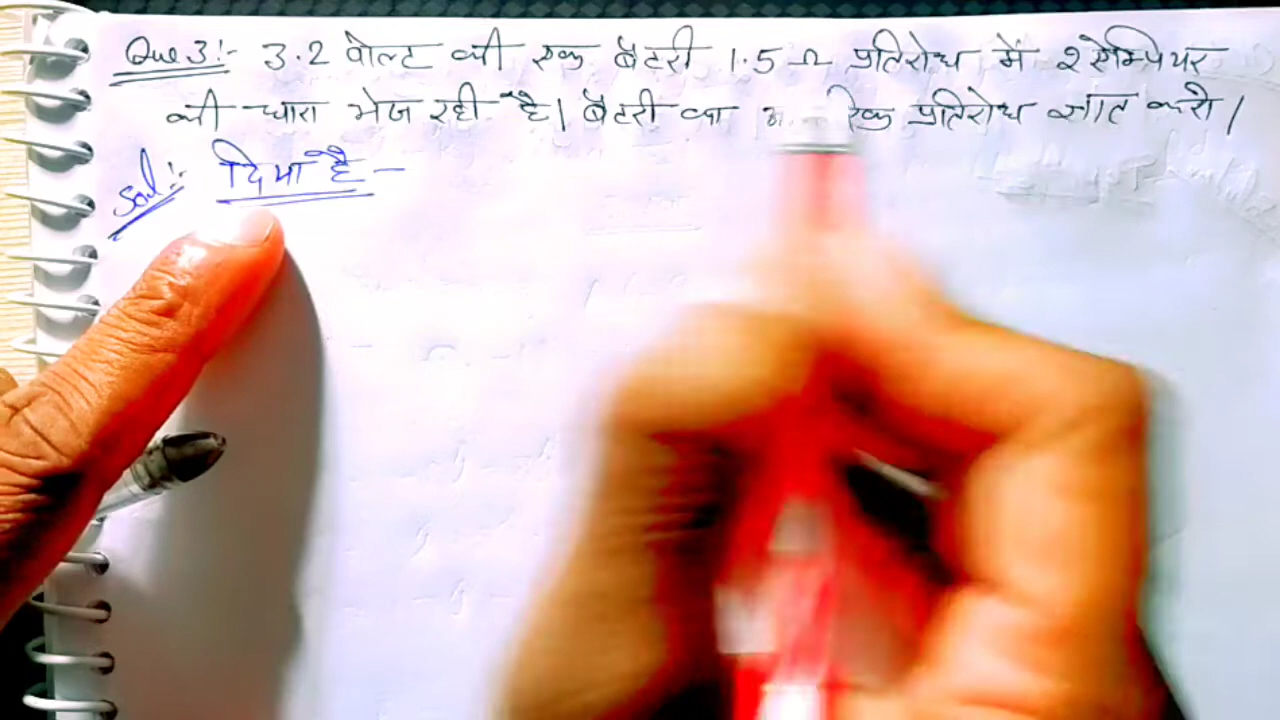 Que 3:- 3.2 वोल्ट की एक बैटरी 1.5 Ω प्रतिरोध में 2 ऐम्पियर
की धारा भेज रही है। बैटरी का प्रतिरोध ज्ञात करो।
Sol:- दिया है -